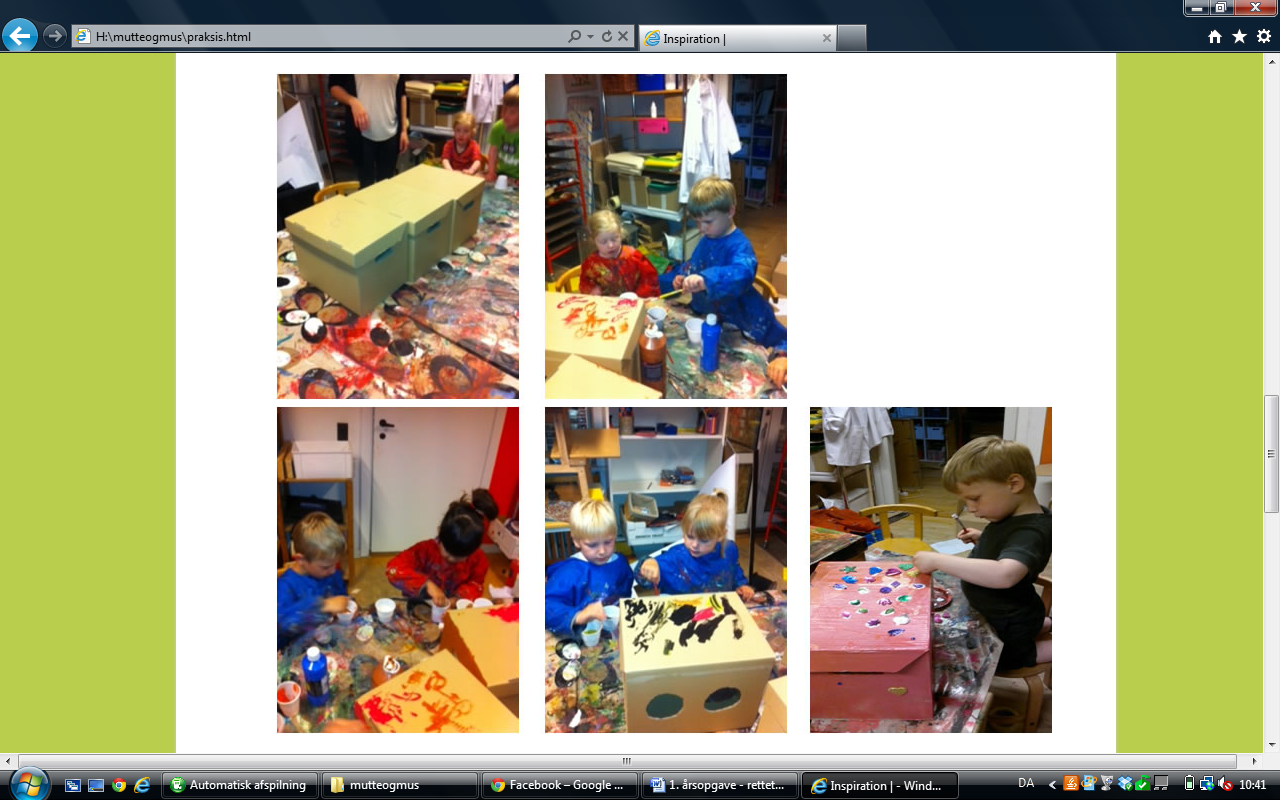 H:\mutteogmus\praksis.html
Inspiration |
Automatisk afspilning
mutteogmus
Facebook – Google ...
1. årsopgave - rettet...
Inspiration | - Wind...
DA
10:41